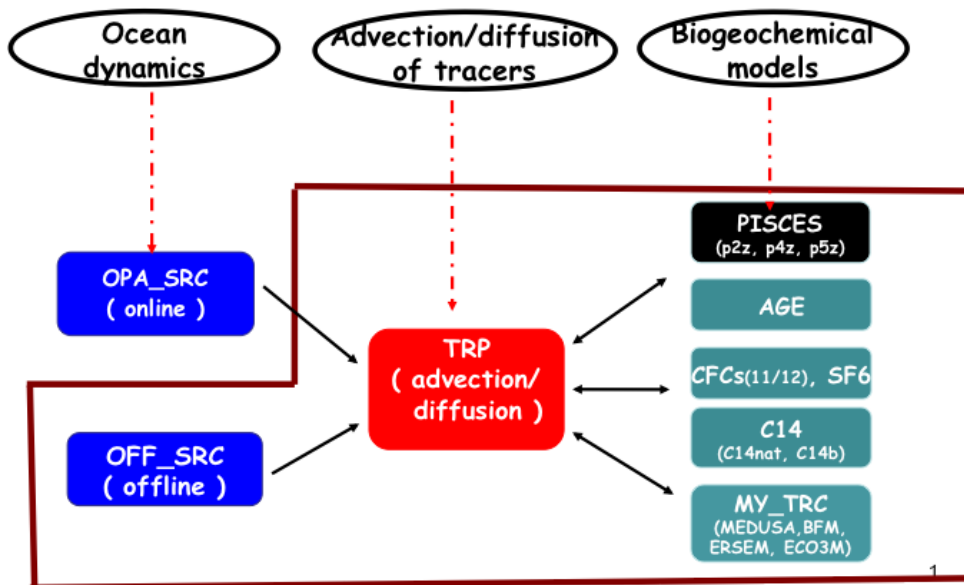 Ocean
dynamics
Advection/diffusion
of tracers
Biogeochemical
models
OPA_SRC
( online )
OFF_SRC
( offline )
TRP
( advection/
diffusion )
PISCES
(p2z, p4z, p5z)
AGE
CFCs(11/12), SF6
C14
(C14nat, C14b)
MY_TRC
(MEDUSA,BFM,
ERSEM, ECO3M)
1